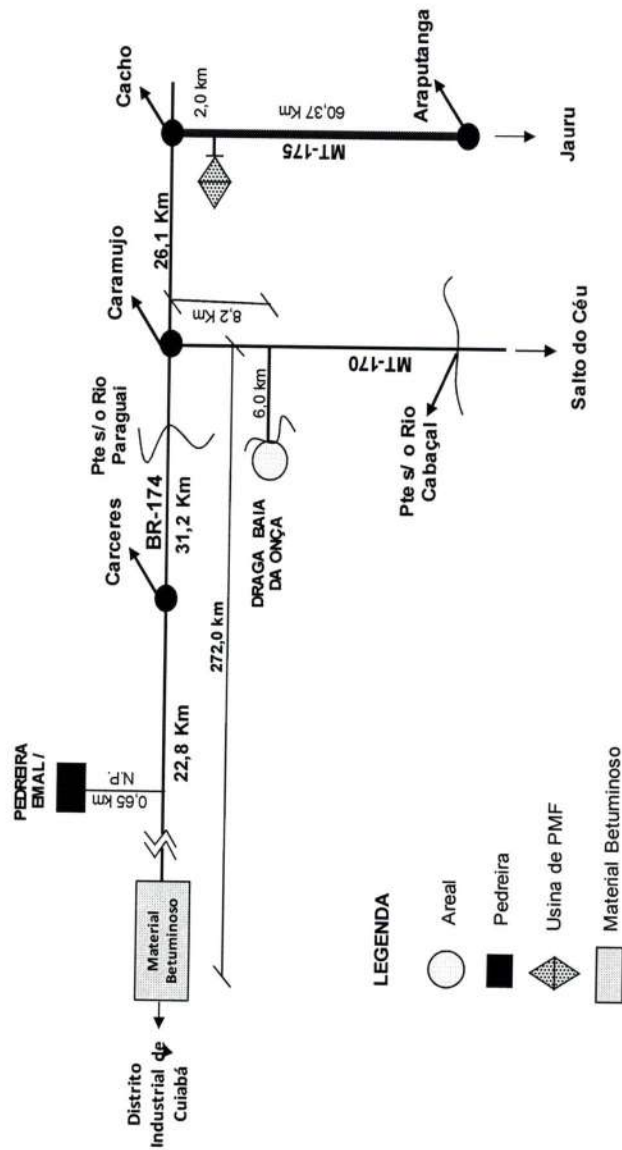 PEDREIRA
EMAL /
N.P.
0,65 km
Distrito
Industrial de
Cuiabá
Material
Betuminoso
22,8 Km
Carceres
BR-174
31,2 Km
Pte s/ o Rio
Paraguai
Caramujo
26,1 Km
Cacho
2,0 km
272,0 km
8,2 Km
6,0 km
DRAGA BAIA
DA ONÇA
MT-170
MT-175
60,37 Km
Araputanga
Jauru
Pte s/ o Rio
Cabaçal
Salto do Céu
LEGENDA
Areal
Pedreira
Usina de PMF
Material Betuminoso